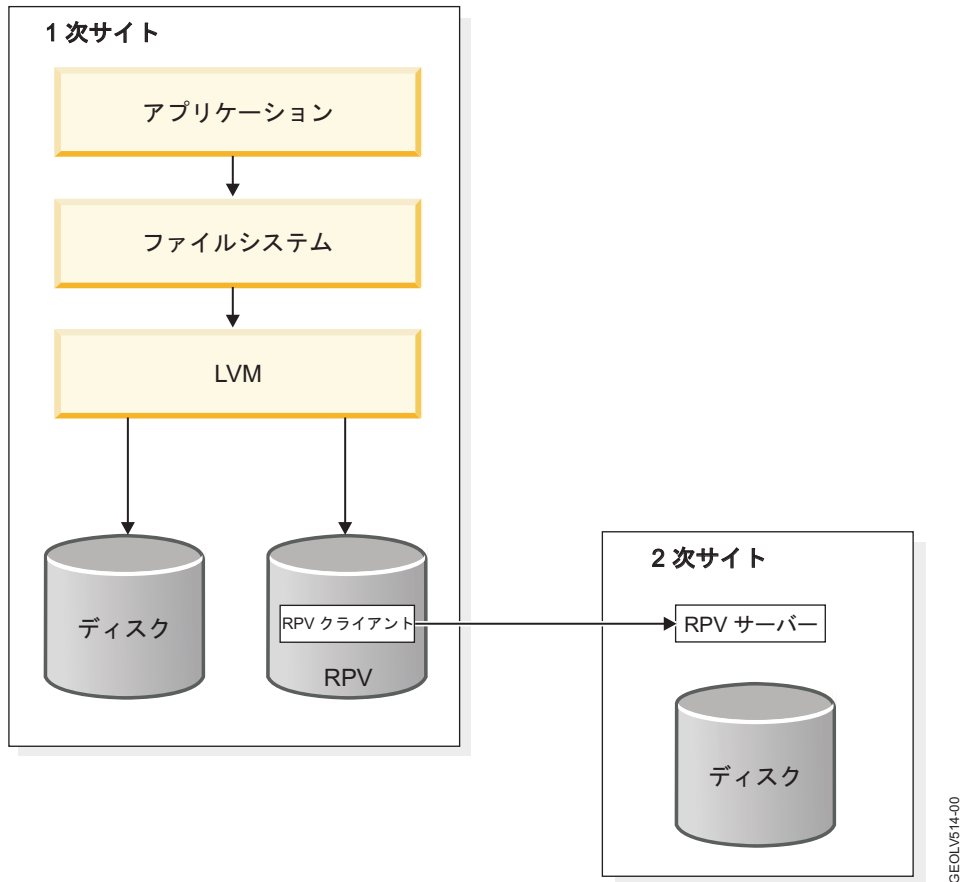 1 次サイト
アプリケーション
ファイルシステム
LVM
ディスク
RPV クライアント
RPV
2 次サイト
RPV サーバー
ディスク
GEOLV514-00